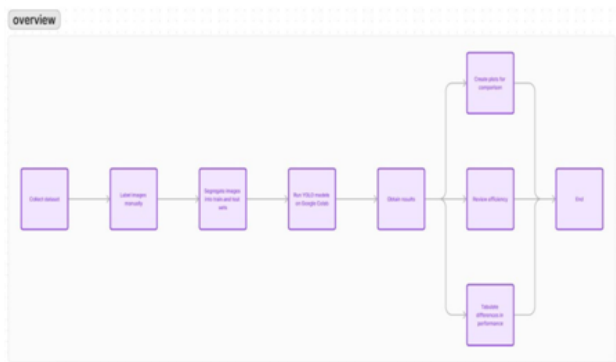 overview
Create plots for
comparison
Collect dataset
Label images
manually
Segregate images
into train and test
sets
Run YOLO models
on Google Colab
Obtain results
Review efficiency
End
Tabulate
differences in
performance